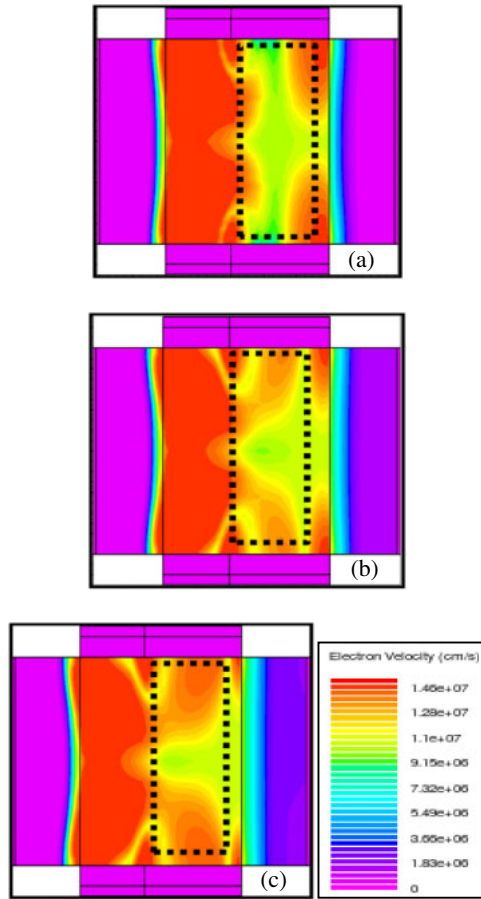 (a)
(b)
(c)
Electron Velocity (cm/s)
1.46e+07
1.28e+07
1.1e+07
9.15e+06
7.32e+06
5.49e+06
3.66e+06
1.83e+06
0